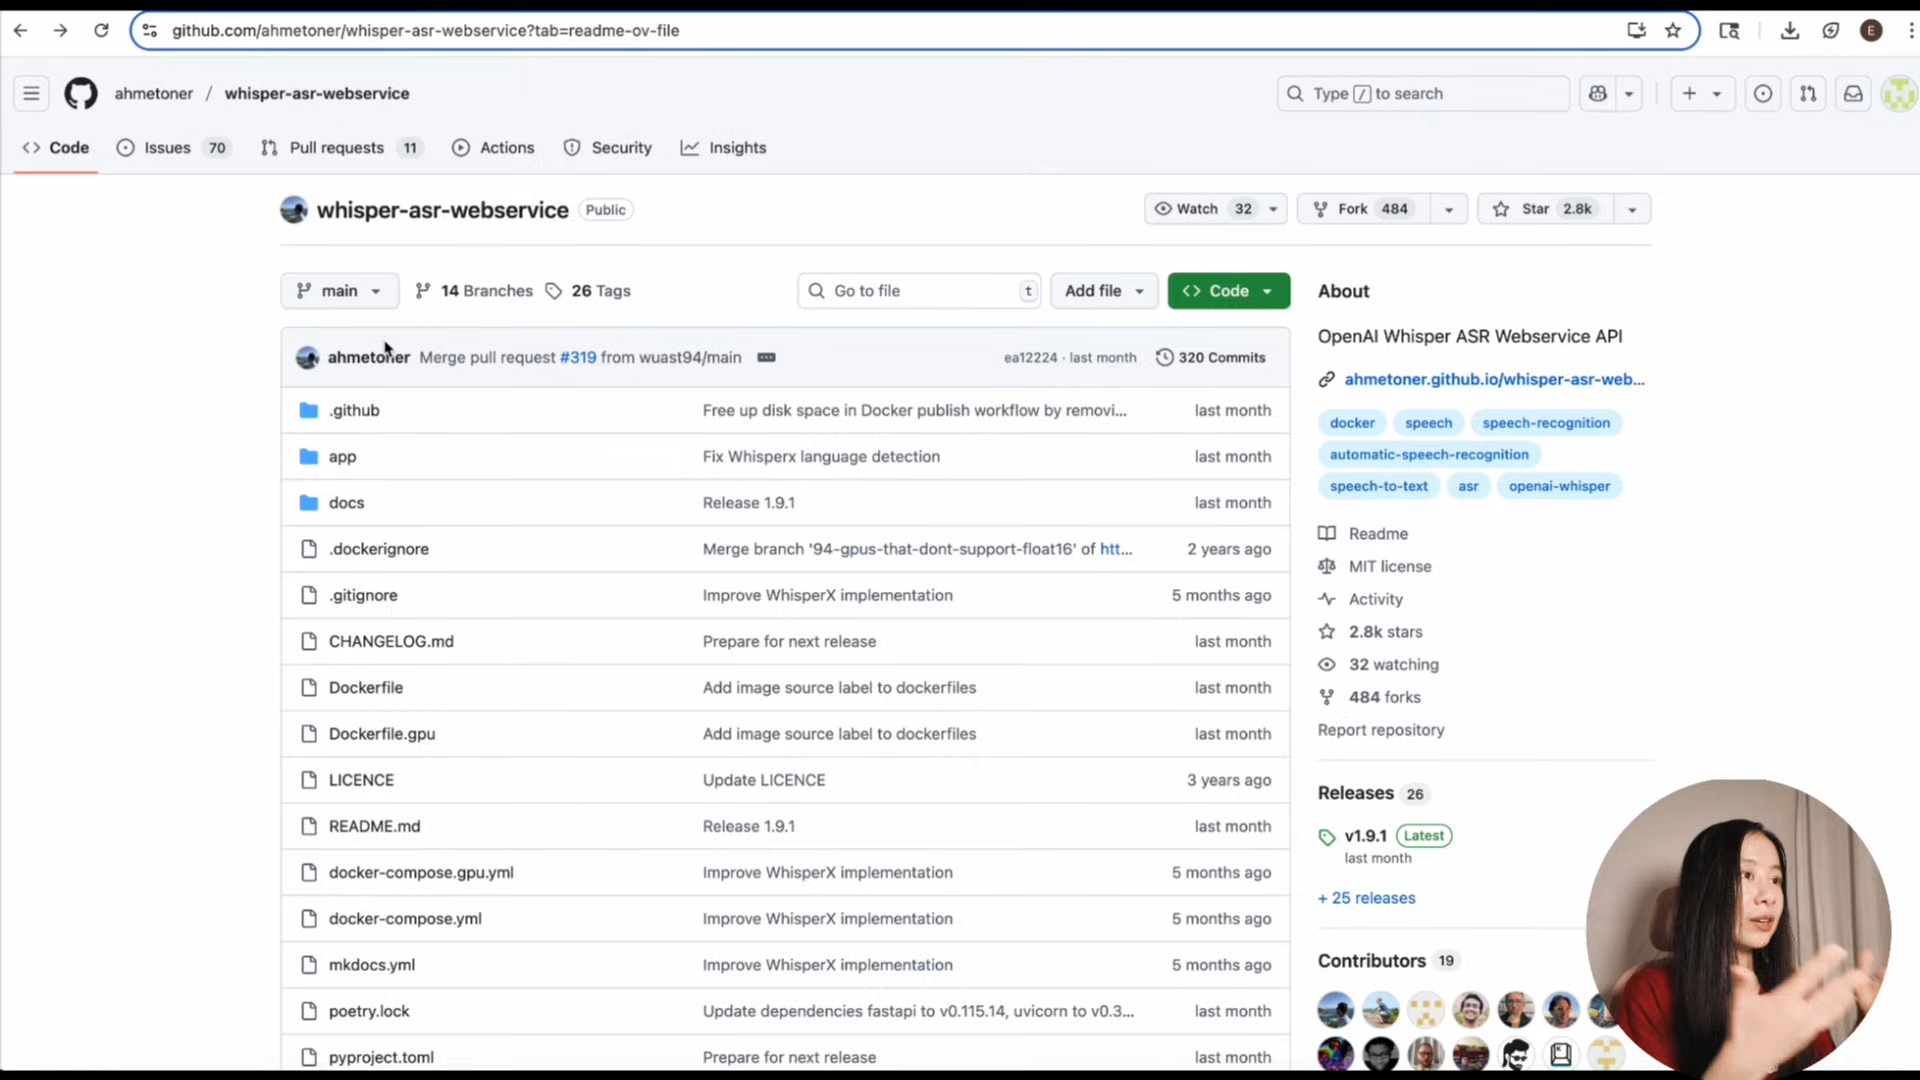 github.com/ahmetoner/whisper-asr-webservice?tab=readme-ov-file
E
ahmetoner / whisper-asr-webservice
Type / to search
Code
Issues 70
Pull requests 11
Actions
Security
Insights
whisper-asr-webservice Public
Watch 32
Fork 484
Star 2.8k
main
14 Branches
26 Tags
Go to file t
Add file
<> Code
ahmetoner Merge pull request #319 from wuast94/main
ea12224 · last month
320 Commits
.github Free up disk space in Docker publish workflow by removi... last month
app Fix Whisperx language detection last month
docs Release 1.9.1 last month
.dockerignore Merge branch '94-gpus-that-dont-support-float16' of htt... 2 years ago
.gitignore Improve WhisperX implementation 5 months ago
CHANGELOG.md Prepare for next release last month
Dockerfile Add image source label to dockerfiles last month
Dockerfile.gpu Add image source label to dockerfiles last month
LICENCE Update LICENCE 3 years ago
README.md Release 1.9.1 last month
docker-compose.gpu.yml Improve WhisperX implementation 5 months ago
docker-compose.yml Improve WhisperX implementation 5 months ago
mkdocs.yml Improve WhisperX implementation 5 months ago
poetry.lock Update dependencies fastapi to v0.115.14, uvicorn to v0.3... last month
pyproject.toml Prepare for next release last month
About
OpenAI Whisper ASR Webservice API
ahmetoner.github.io/whisper-asr-web...
docker speech speech-recognition
automatic-speech-recognition
speech-to-text asr openai-whisper
Readme
MIT license
Activity
2.8k stars
32 watching
484 forks
Report repository
Releases 26
v1.9.1 Latest
last month
+ 25 releases
Contributors 19